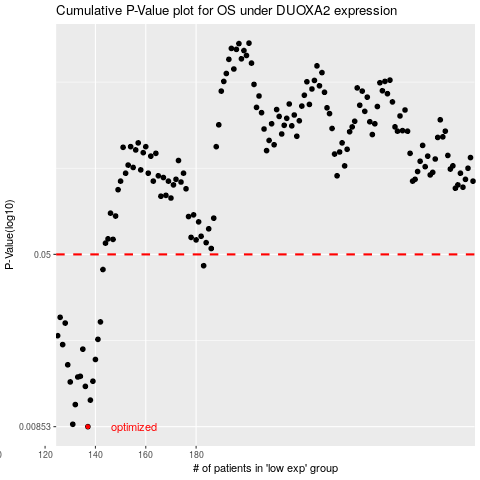 Cumulative P-Value plot for OS under DUOXA2 expression
P-Value(log10)
0.05
0.00853
optimized
0 120 140 160 180
# of patients in 'low exp' group